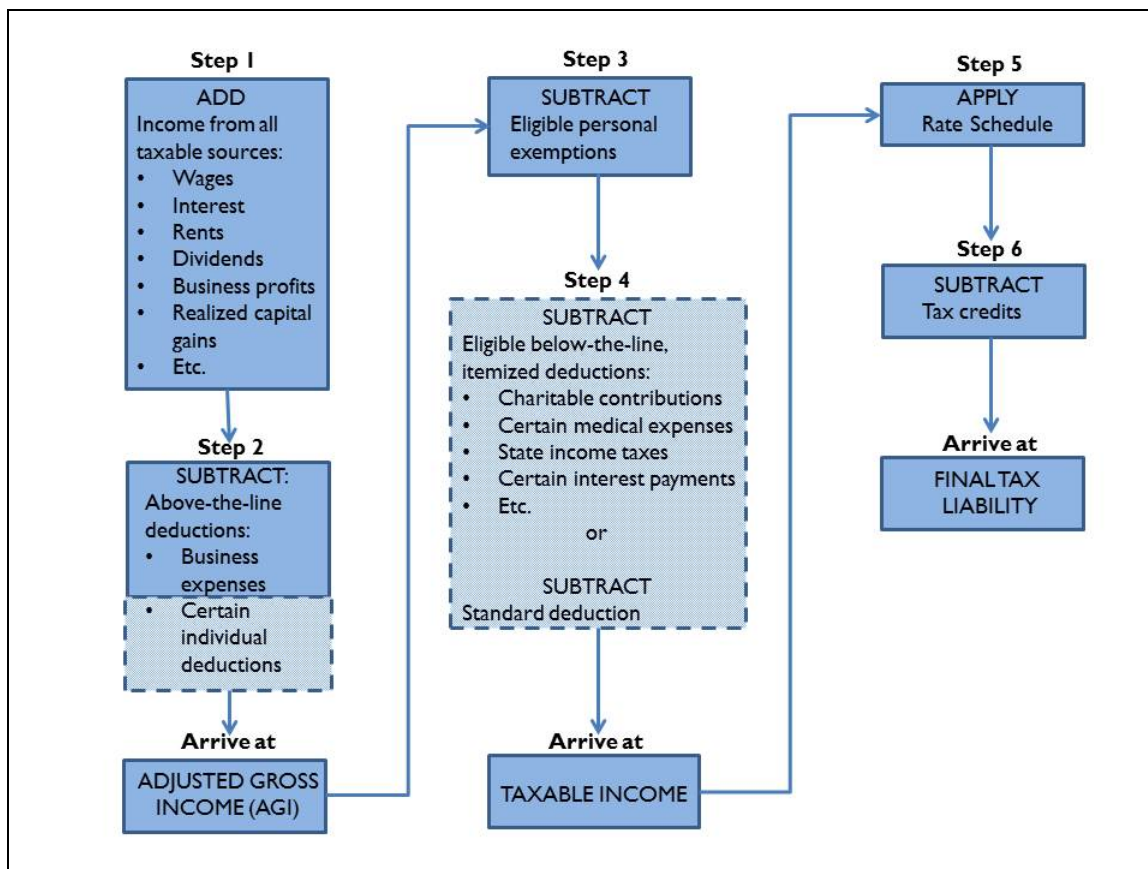 Step 1
ADD
Income from all
taxable sources:
• Wages
• Interest
• Rents
• Dividends
• Business profits
• Realized capital
gains
• Etc.
Step 2
SUBTRACT:
Above-the-line
deductions:
• Business
expenses
• Certain
individual
deductions
Arrive at
ADJUSTED GROSS
INCOME (AGI)
Step 3
SUBTRACT
Eligible personal
exemptions
Step 4
SUBTRACT
Eligible below-the-line,
itemized deductions:
• Charitable contributions
• Certain medical expenses
• State income taxes
• Certain interest payments
• Etc.
or
SUBTRACT
Standard deduction
Arrive at
TAXABLE INCOME
Step 5
APPLY
Rate Schedule
Step 6
SUBTRACT
Tax credits
Arrive at
FINAL TAX
LIABILITY